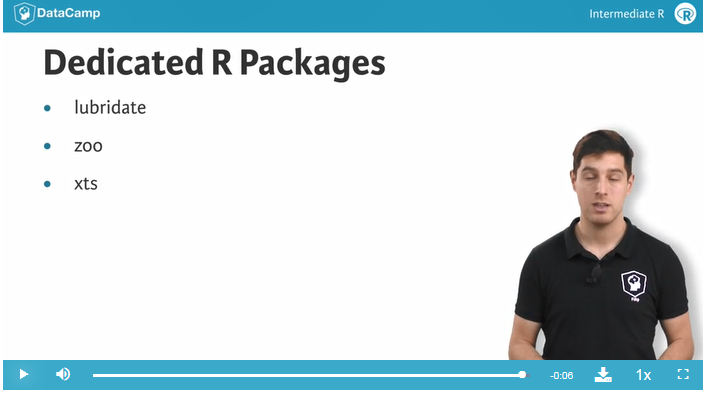 DataCamp
Intermediate R
R
Dedicated R Packages
• lubridate
• zoo
• xts
-0:06
1x